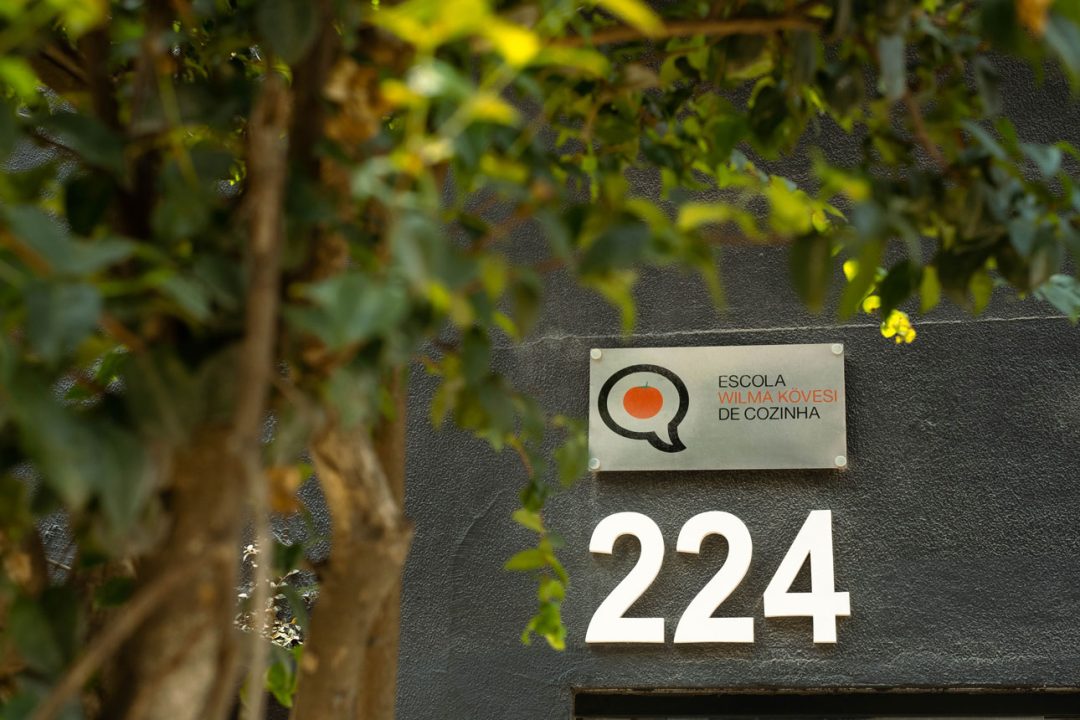 ESCOLA
WILMA KÖVESI
DE COZINHA
224